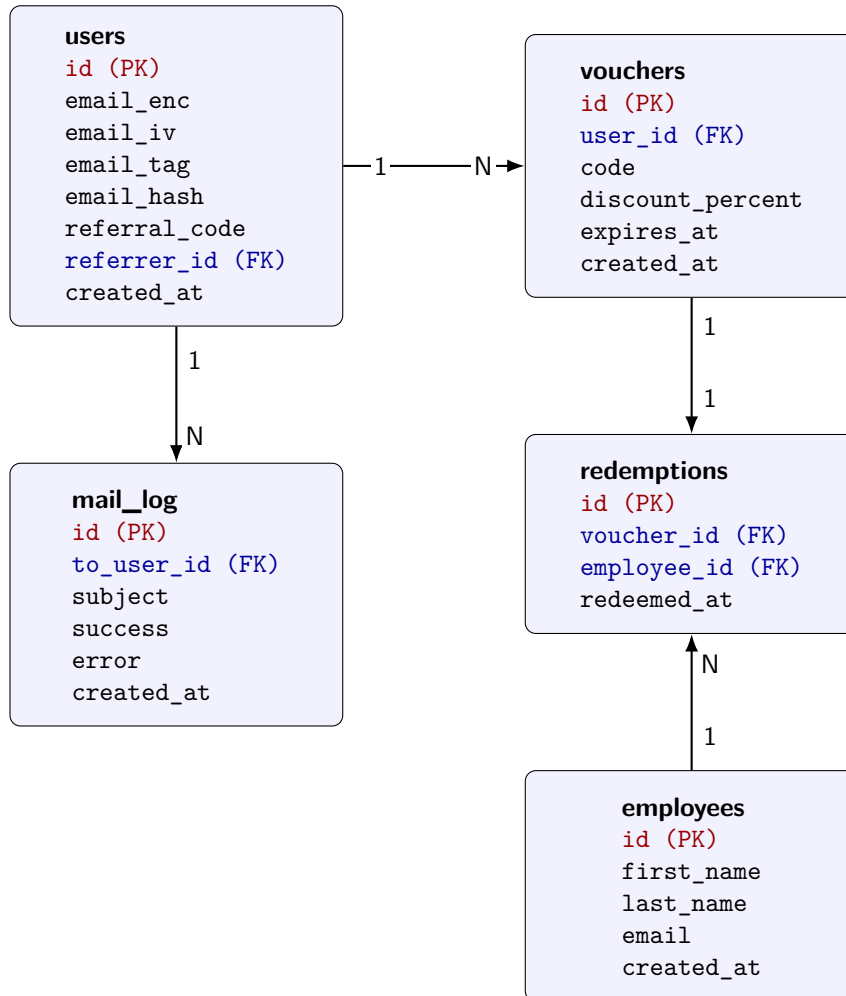 users
id (PK)
email_enc
email_iv
email_tag
email_hash
referral_code
referrer_id (FK)
created_at
1
N
vouchers
id (PK)
user_id (FK)
code
discount_percent
expires_at
created_at
1
N
1
1
mail_log
id (PK)
to_user_id (FK)
subject
success
error
created_at
redemptions
id (PK)
voucher_id (FK)
employee_id (FK)
redeemed_at
N
1
employees
id (PK)
first_name
last_name
email
created_at